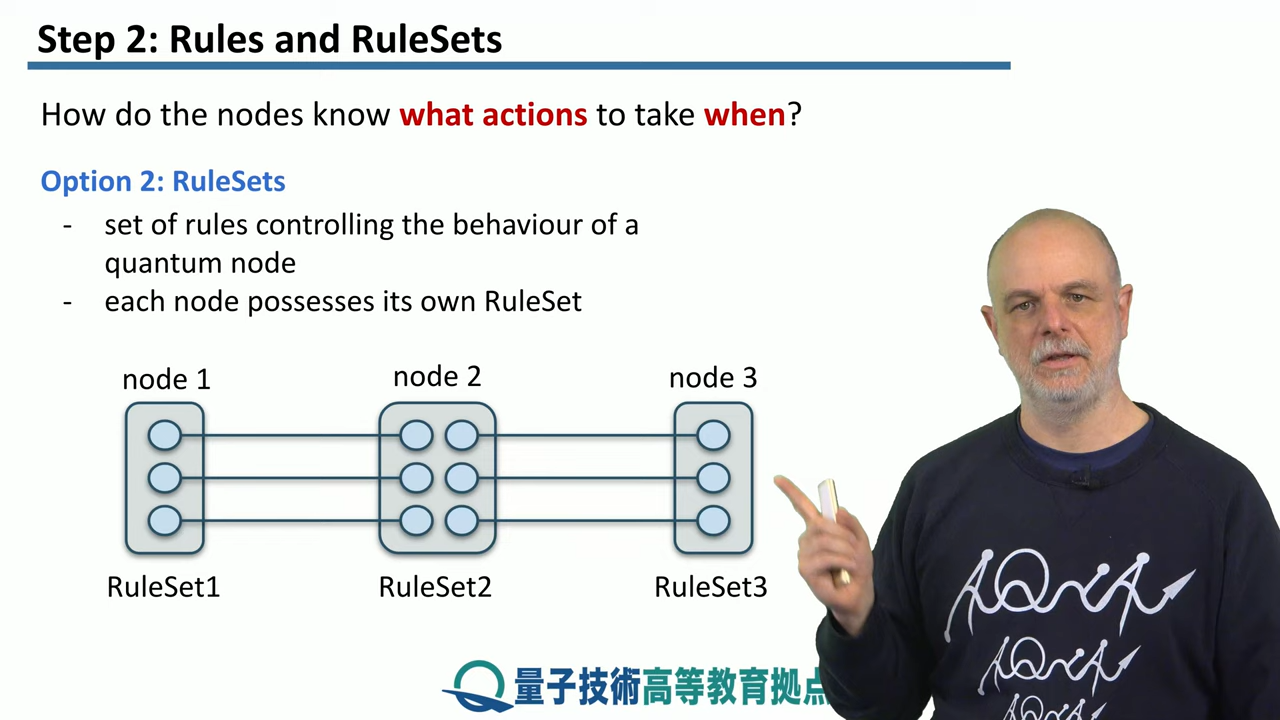 Step 2: Rules and RuleSets
How do the nodes know what actions to take when?
Option 2: RuleSets
- set of rules controlling the behaviour of a
quantum node
- each node possesses its own RuleSet
node 1 node 2 node 3
RuleSet1 RuleSet2 RuleSet3
量子技術高等教育拠点